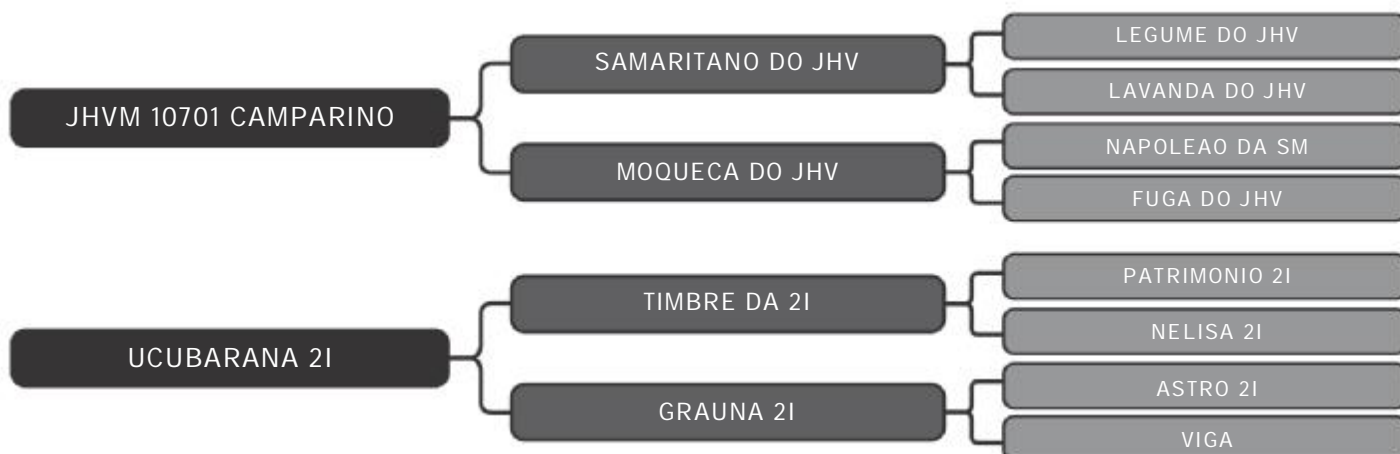 LEGUME DO JHV
SAMARITANO DO JHV
LAVANDA DO JHV
JHVM 10701 CAMPARINO
NAPOLEAO DA SM
MOQUECA DO JHV
FUGA DO JHV
PATRIMONIO 2I
TIMBRE DA 2I
NELISA 2I
UCUBARANA 2I
ASTRO 2I
GRAUNA 2I
VIGA